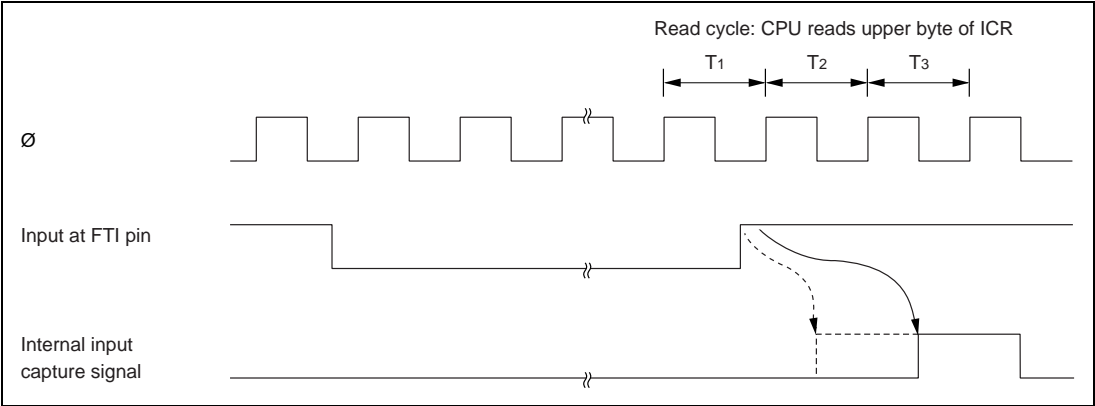 Read cycle: CPU reads upper byte of ICR
T1 T2 T3
Ø
Input at FTI pin
Internal input
capture signal